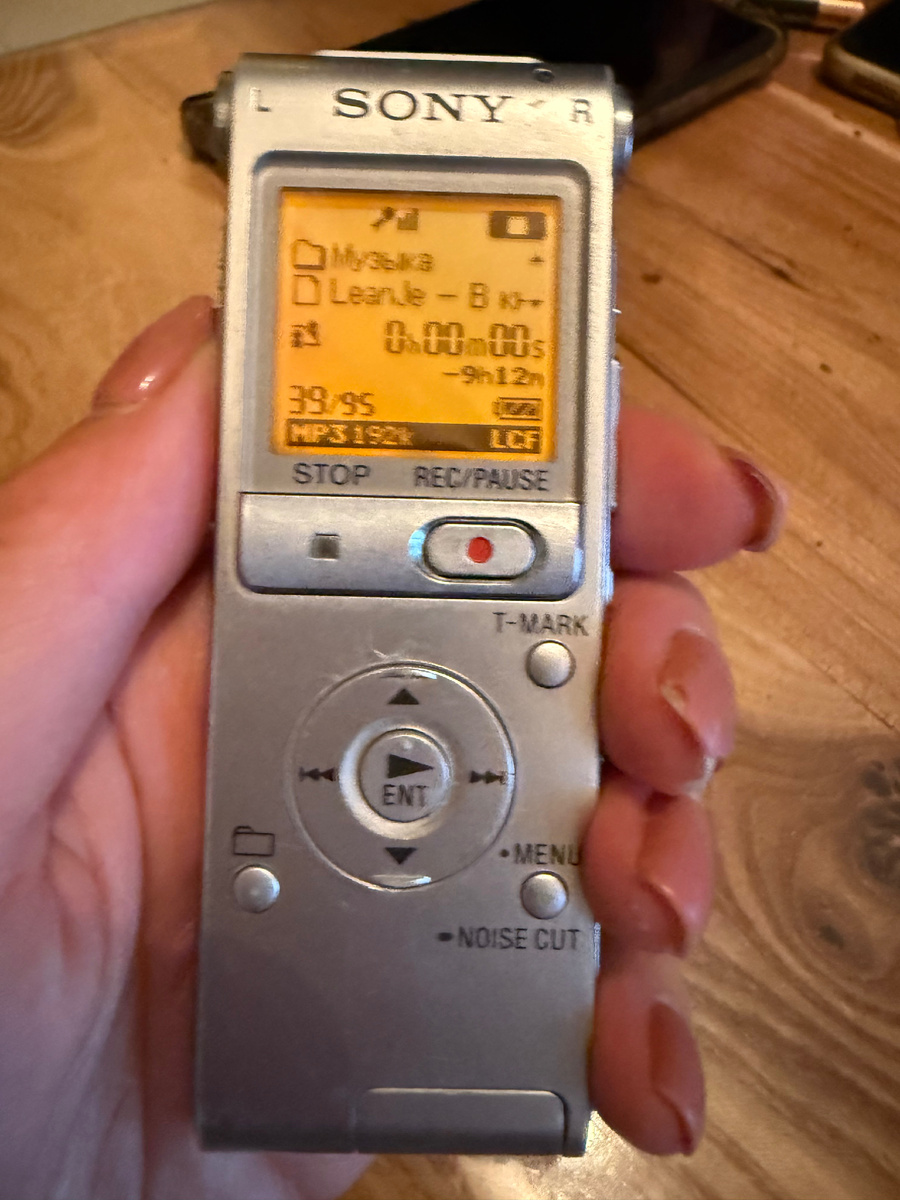 L SONY R
Музыка
LeanJe - В
0h00m00s
-9h12m
39/95
MP3 192k LCF
STOP REC/PAUSE
T-MARK
ENT
•MENU
NOISE CUT